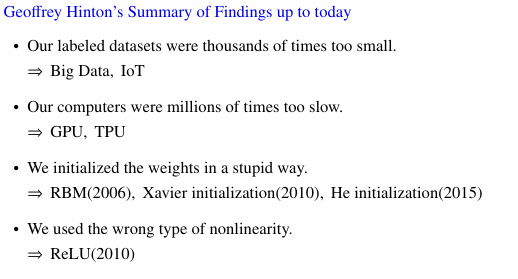 Geoffrey Hinton's Summary of Findings up to today
• Our labeled datasets were thousands of times too small.
⇒ Big Data, IoT
• Our computers were millions of times too slow.
⇒ GPU, TPU
• We initialized the weights in a stupid way.
⇒ RBM(2006), Xavier initialization(2010), He initialization(2015)
• We used the wrong type of nonlinearity.
⇒ ReLU(2010)